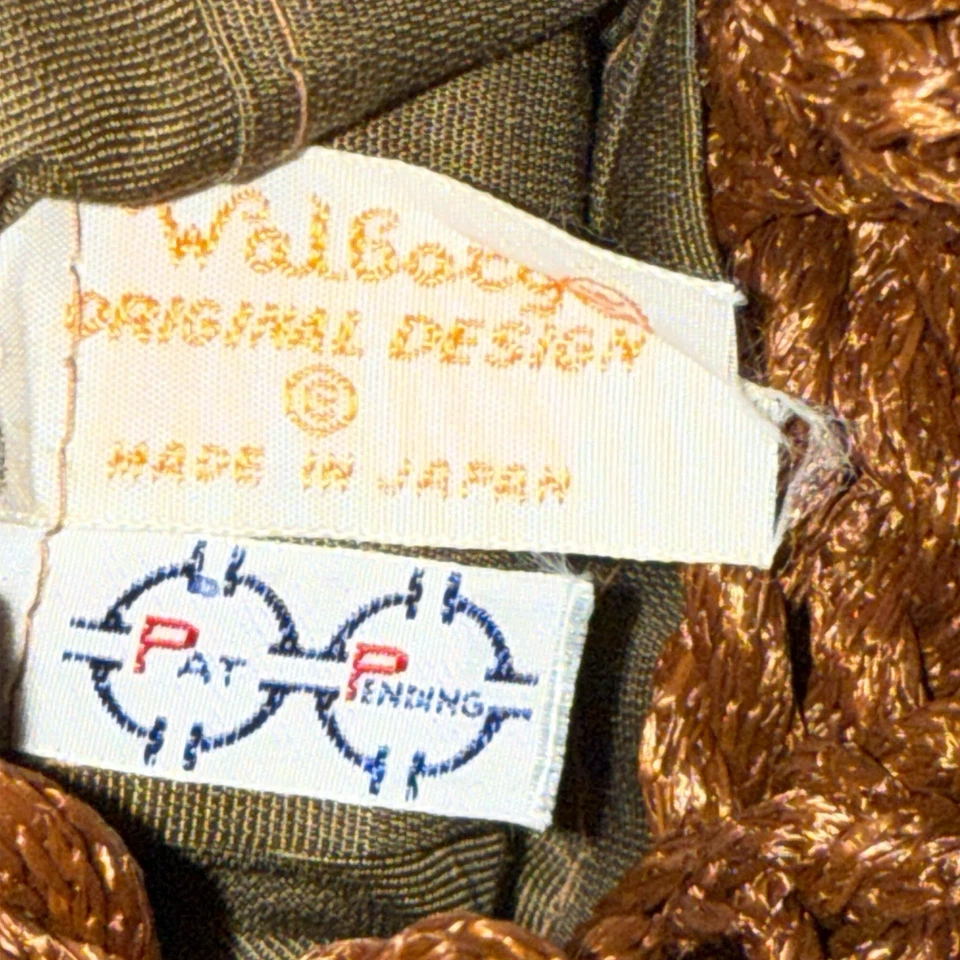 Walborg®
ORIGINAL DESIGN
©
MADE IN JAPAN
PAT PENDING